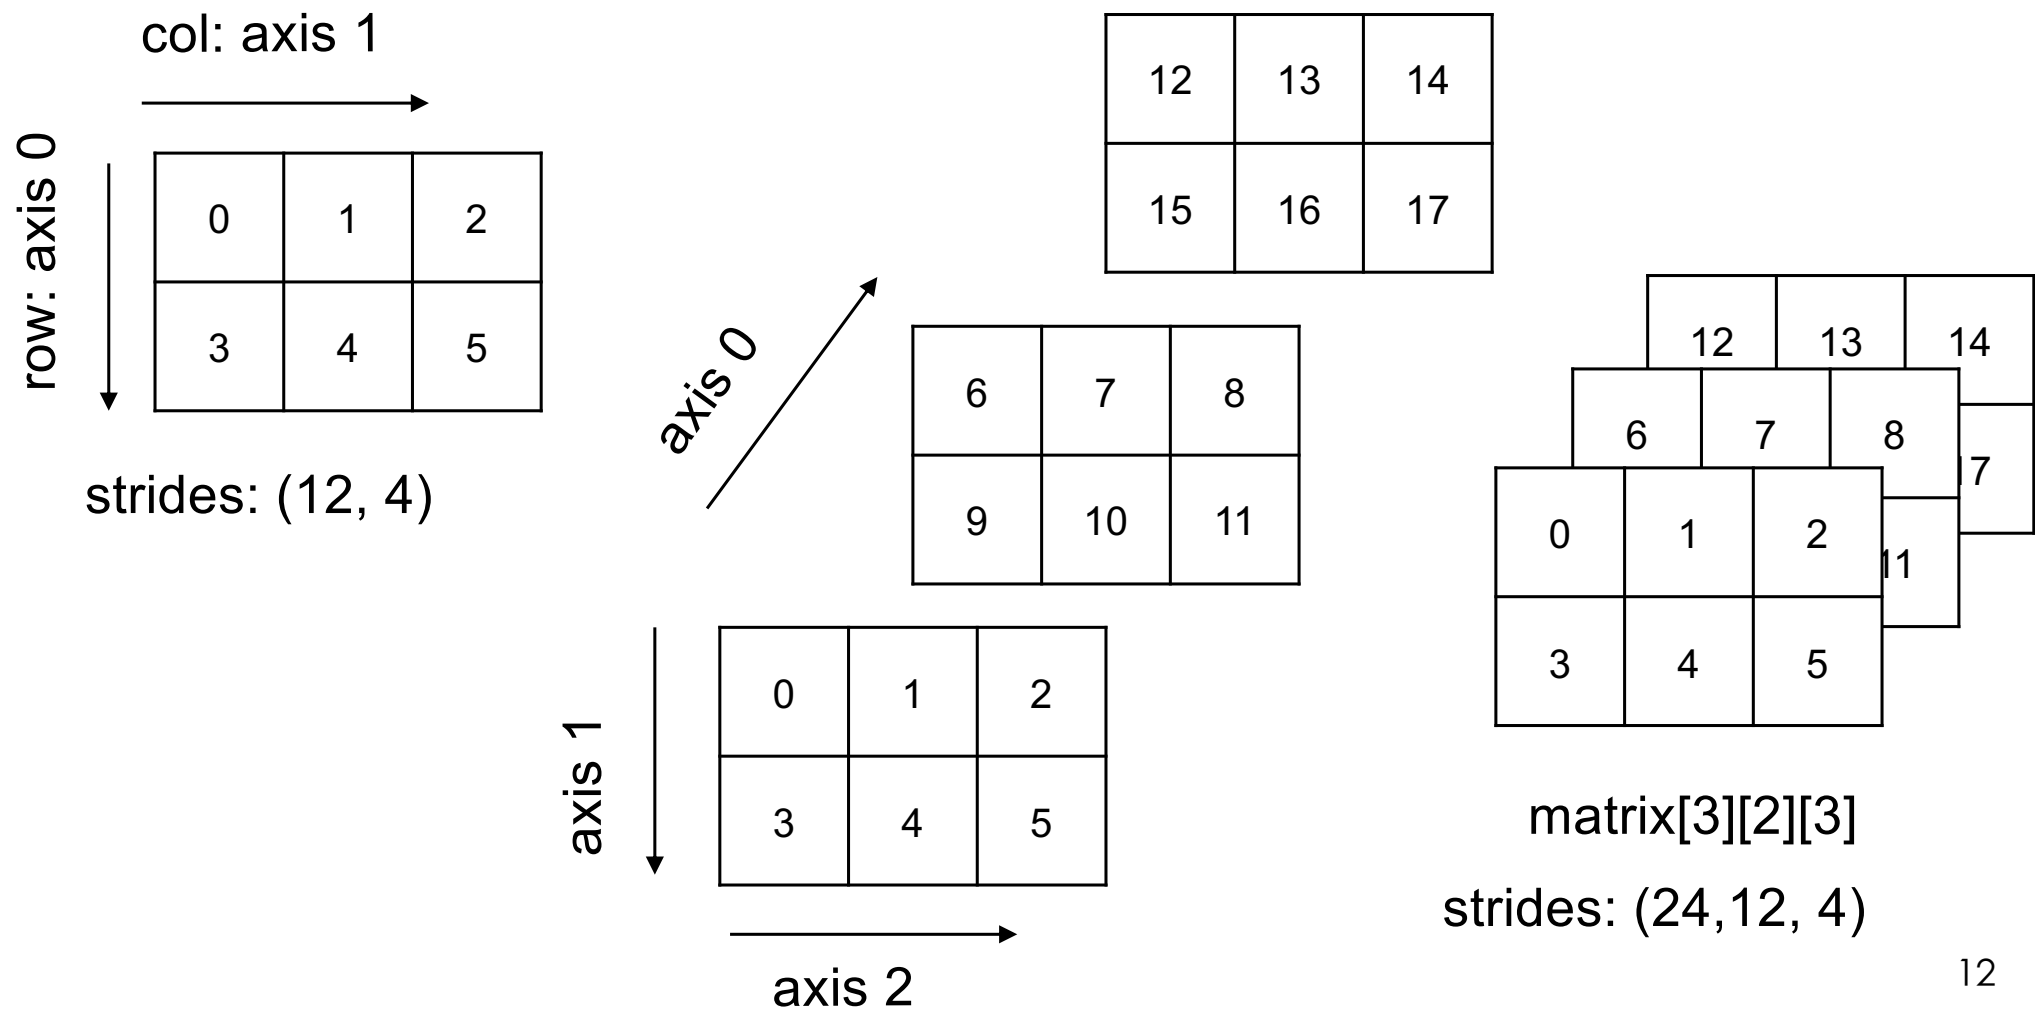 col: axis 1
row: axis 0
0 1 2
3 4 5
strides: (12, 4)
axis 0
12 13 14
15 16 17
6 7 8
9 10 11
axis 1
0 1 2
3 4 5
axis 2
12 13 14
7
6 7 8
11
0 1 2
3 4 5
matrix[3][2][3]
strides: (24,12, 4)
12